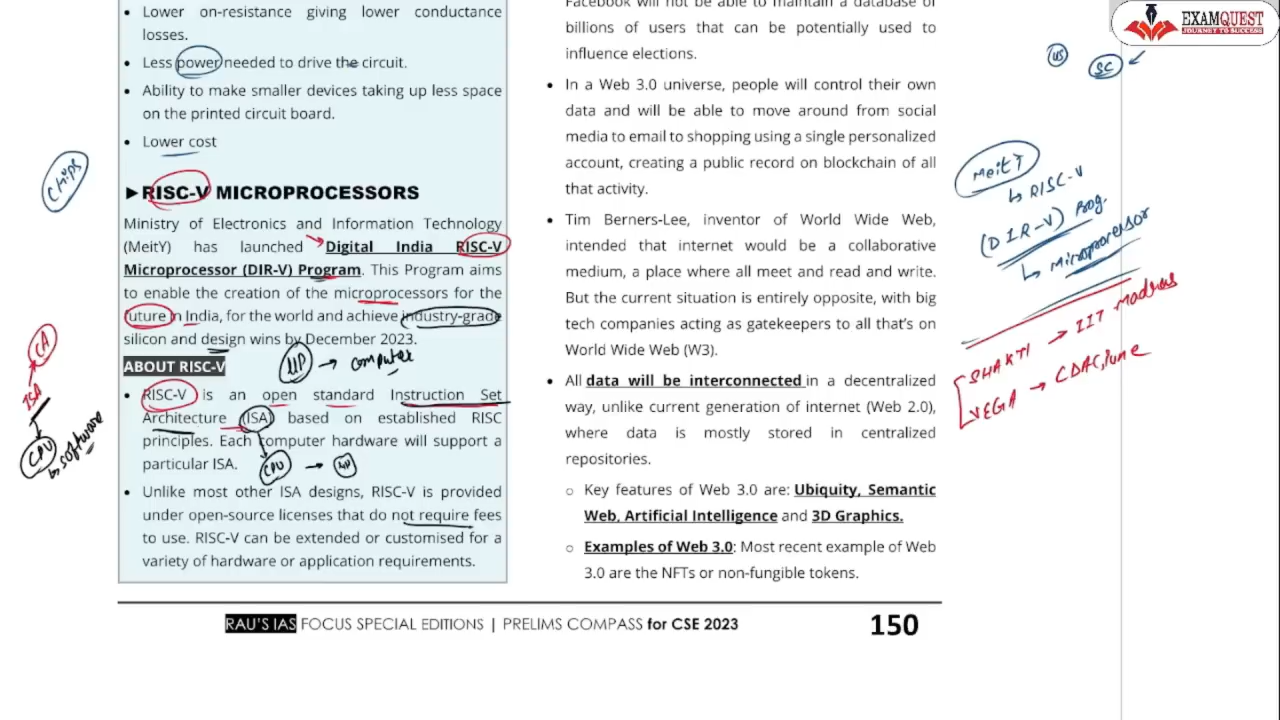 Lower on-resistance giving lower conductance
losses.
Less power needed to drive the circuit.
Ability to make smaller devices taking up less space
on the printed circuit board.
Lower cost
Chips
►RISC-V MICROPROCESSORS
Ministry of Electronics and Information Technology
(MeitY) has launched Digital India RISC-V
Microprocessor (DIR-V) Program. This Program aims
to enable the creation of the microprocessors for the
uture in India, for the world and achieve industry-grade
silicon and design wins by December 2023.
UP → computer
ABOUT RISC-V
• RISC-V is an open standard Instruction Set
Architecture (ISA) based on established RISC
principles. Each computer hardware will support a
particular ISA.
CPU → UP
CA
ISA
CPU
software
• Unlike most other ISA designs, RISC-V is provided
under open-source licenses that do not require fees
to use. RISC-V can be extended or customised for a
variety of hardware or application requirements.
Facebook will not be able to maintain a database of
billions of users that can be potentially used to
influence elections.
• In a Web 3.0 universe, people will control their own
data and will be able to move around from social
media to email to shopping using a single personalized
account, creating a public record on blockchain of all
that activity.
• Tim Berners-Lee, inventor of World Wide Web,
intended that internet would be a collaborative
medium, a place where all meet and read and write.
But the current situation is entirely opposite, with big
tech companies acting as gatekeepers to all that's on
World Wide Web (W3).
• All data will be interconnected in a decentralized
way, unlike current generation of internet (Web 2.0),
where data is mostly stored in centralized
repositories.
o Key features of Web 3.0 are: Ubiquity, Semantic
Web, Artificial Intelligence and 3D Graphics.
o Examples of Web 3.0: Most recent example of Web
3.0 are the NFTs or non-fungible tokens.
EXAMQUEST
JOURNEY TO SUCCESS
US
SC
MeitY
RISC-V
(DIR-V) Prog.
Microprocessor
SHAKTI → IIT Madras
VEGA → CDAC, Pune
RAU'S IAS FOCUS SPECIAL EDITIONS | PRELIMS COMPASS for CSE 2023
150